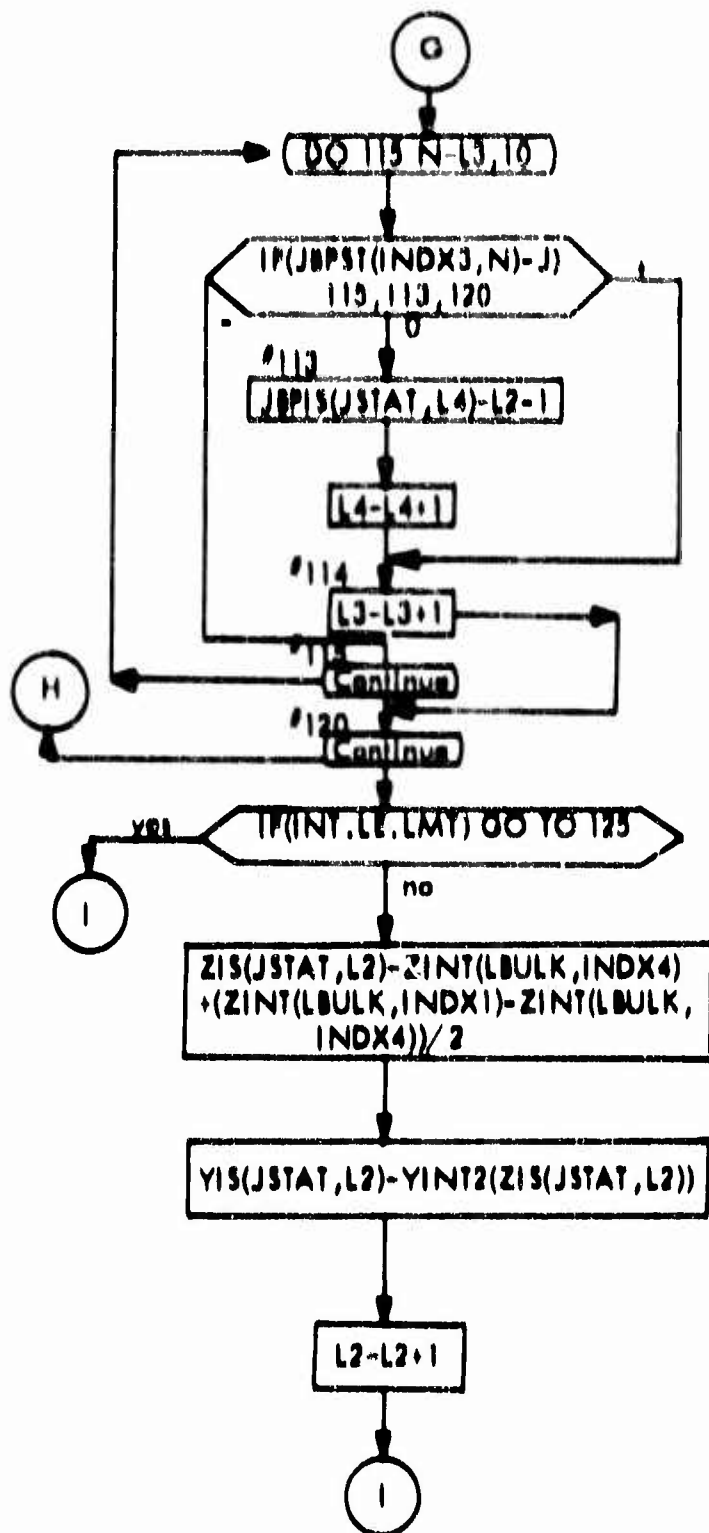 G
DO 115 N=L3,10
IF(JBPST(INDX3,N)-J)
115,113,120
-
0
+
#113
JBPIS(JSTAT,L4)=L2-1
L4=L4+1
#114
L3=L3+1
#115
Continue
H
#120
Continue
IF(INT.LE.LMT) GO TO 125
yes
I
no
ZIS(JSTAT,L2)=ZINT(LBULK,INDX4)
+(ZINT(LBULK,INDX1)-ZINT(LBULK,
INDX4))/2
YIS(JSTAT,L2)=YINT2(ZIS(JSTAT,L2))
L2=L2+1
I